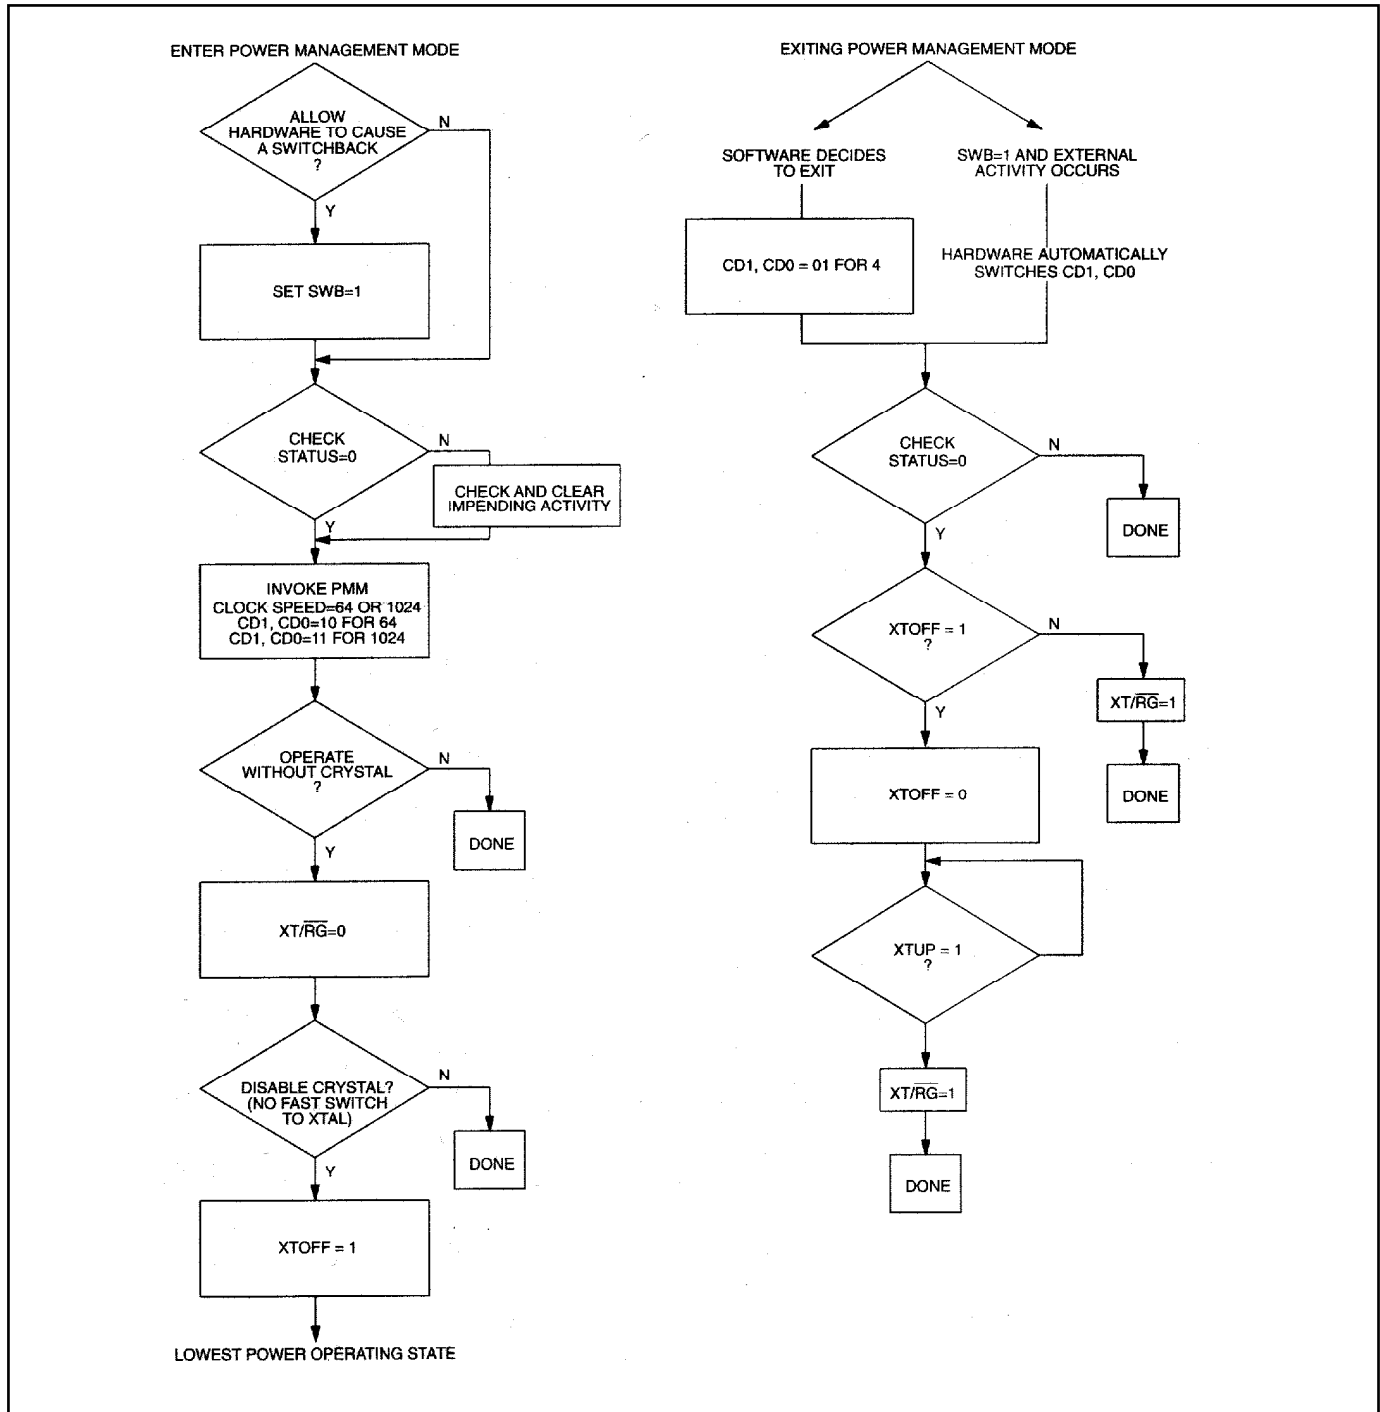 ENTER POWER MANAGEMENT MODE
ALLOW
HARDWARE TO CAUSE
A SWITCHBACK
?
N
Y
SET SWB=1
CHECK
STATUS=0
N
CHECK AND CLEAR
IMPENDING ACTIVITY
Y
INVOKE PMM
CLOCK SPEED=64 OR 1024
CD1, CD0=10 FOR 64
CD1, CD0=11 FOR 1024
OPERATE
WITHOUT CRYSTAL
?
N
DONE
Y
XT/R̅G̅=0
DISABLE CRYSTAL?
(NO FAST SWITCH
TO XTAL)
N
DONE
Y
XTOFF = 1
LOWEST POWER OPERATING STATE
EXITING POWER MANAGEMENT MODE
SOFTWARE DECIDES
TO EXIT
SWB=1 AND EXTERNAL
ACTIVITY OCCURS
CD1, CD0 = 01 FOR 4
HARDWARE AUTOMATICALLY
SWITCHES CD1, CD0
CHECK
STATUS=0
N
DONE
Y
XTOFF = 1
?
N
XT/R̅G̅=1
DONE
Y
XTOFF = 0
XTUP = 1
?
XT/R̅G̅=1
DONE